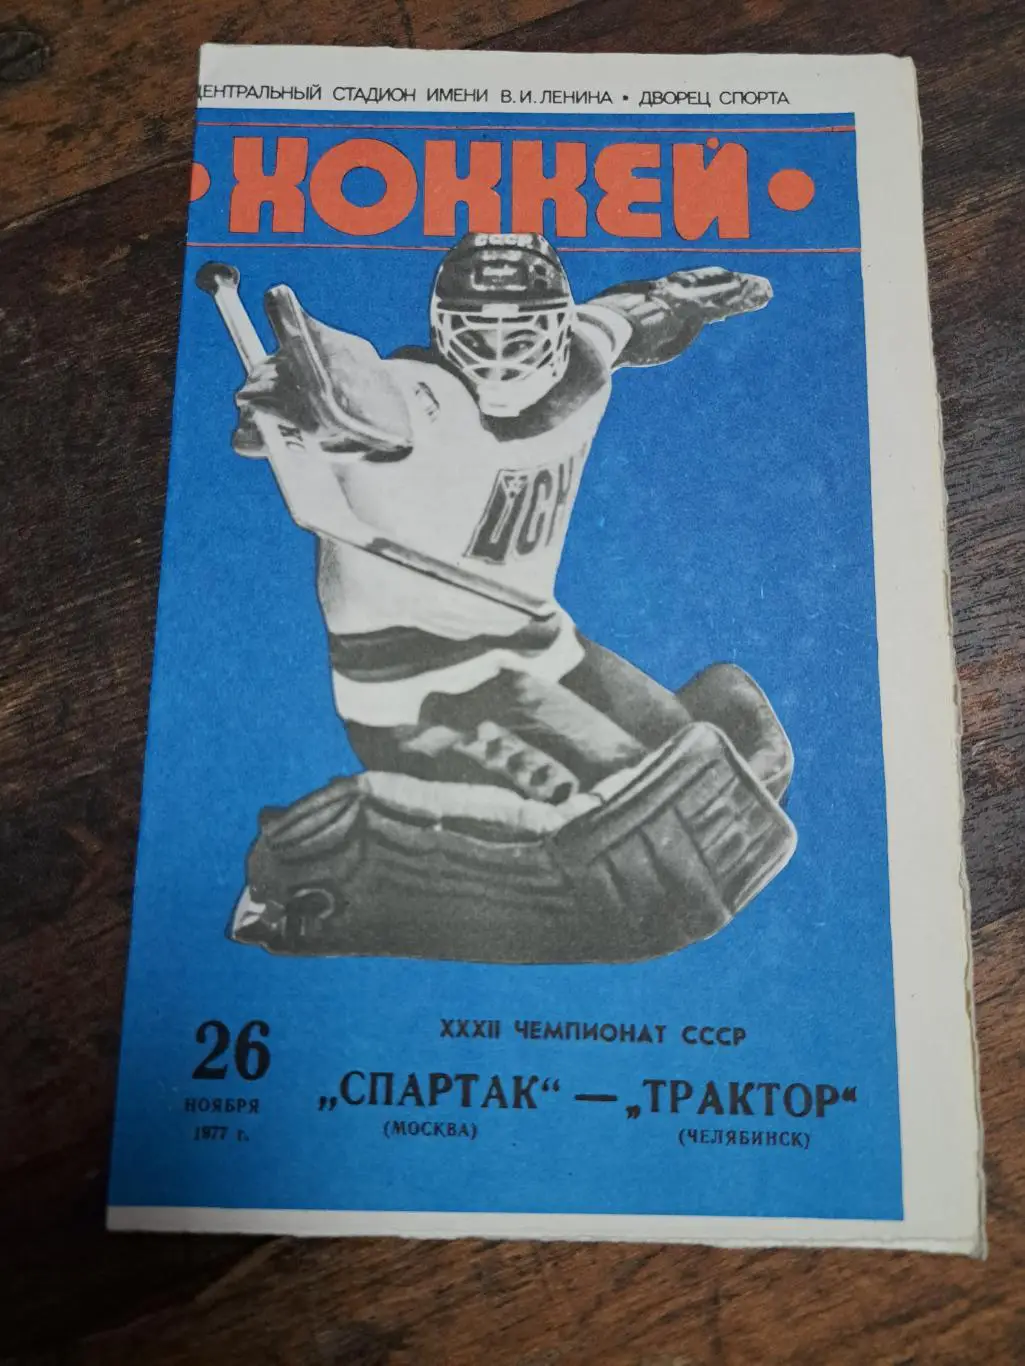 ЦЕНТРАЛЬНЫЙ СТАДИОН ИМЕНИ В.И.ЛЕНИНА • ДВОРЕЦ СПОРТА
• ХОККЕЙ •
СССР
XXXII ЧЕМПИОНАТ СССР
26
НОЯБРЯ
1977 г.
„СПАРТАК“ — „ТРАКТОР“
(МОСКВА)
(ЧЕЛЯБИНСК)